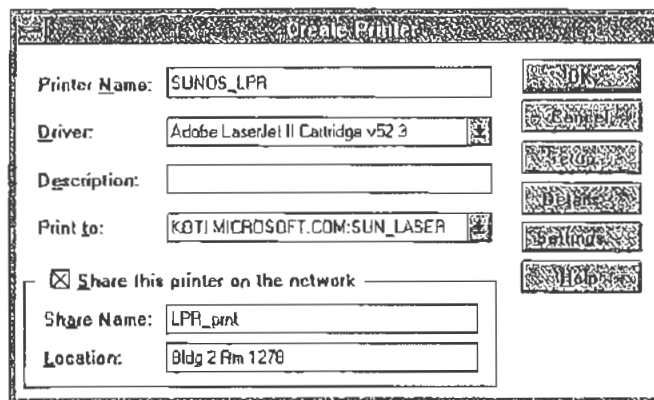 Create Printer
Printer Name: SUNOS_LPR
OK
Cancel
Driver: Adobe LaserJet II Cartridge v52.3
Setup...
Description:
Details...
Print to: KOTI.MICROSOFT.COM:SUN_LASER
Settings...
Help
Share this printer on the network
Share Name: LPR_prnt
Location: Bldg 2 Rm 1278